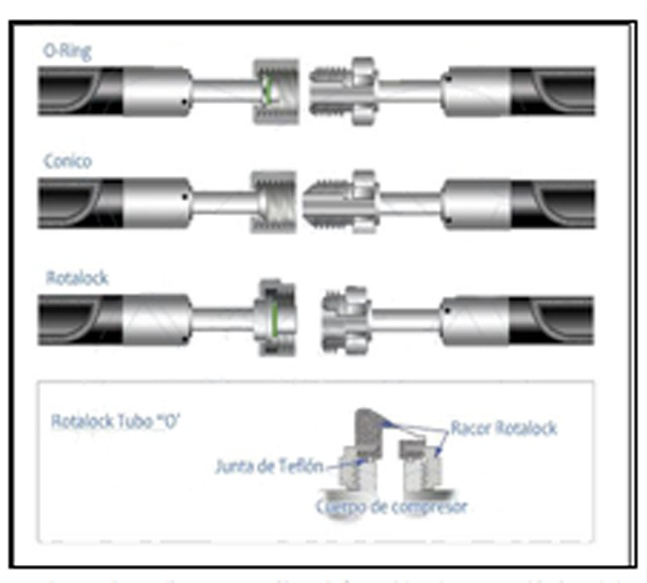 O-Ring
Conico
Rotalock
Rotalock Tubo "O'
Racor Rotalock
Junta de Teflón
Cuerpo de compresor